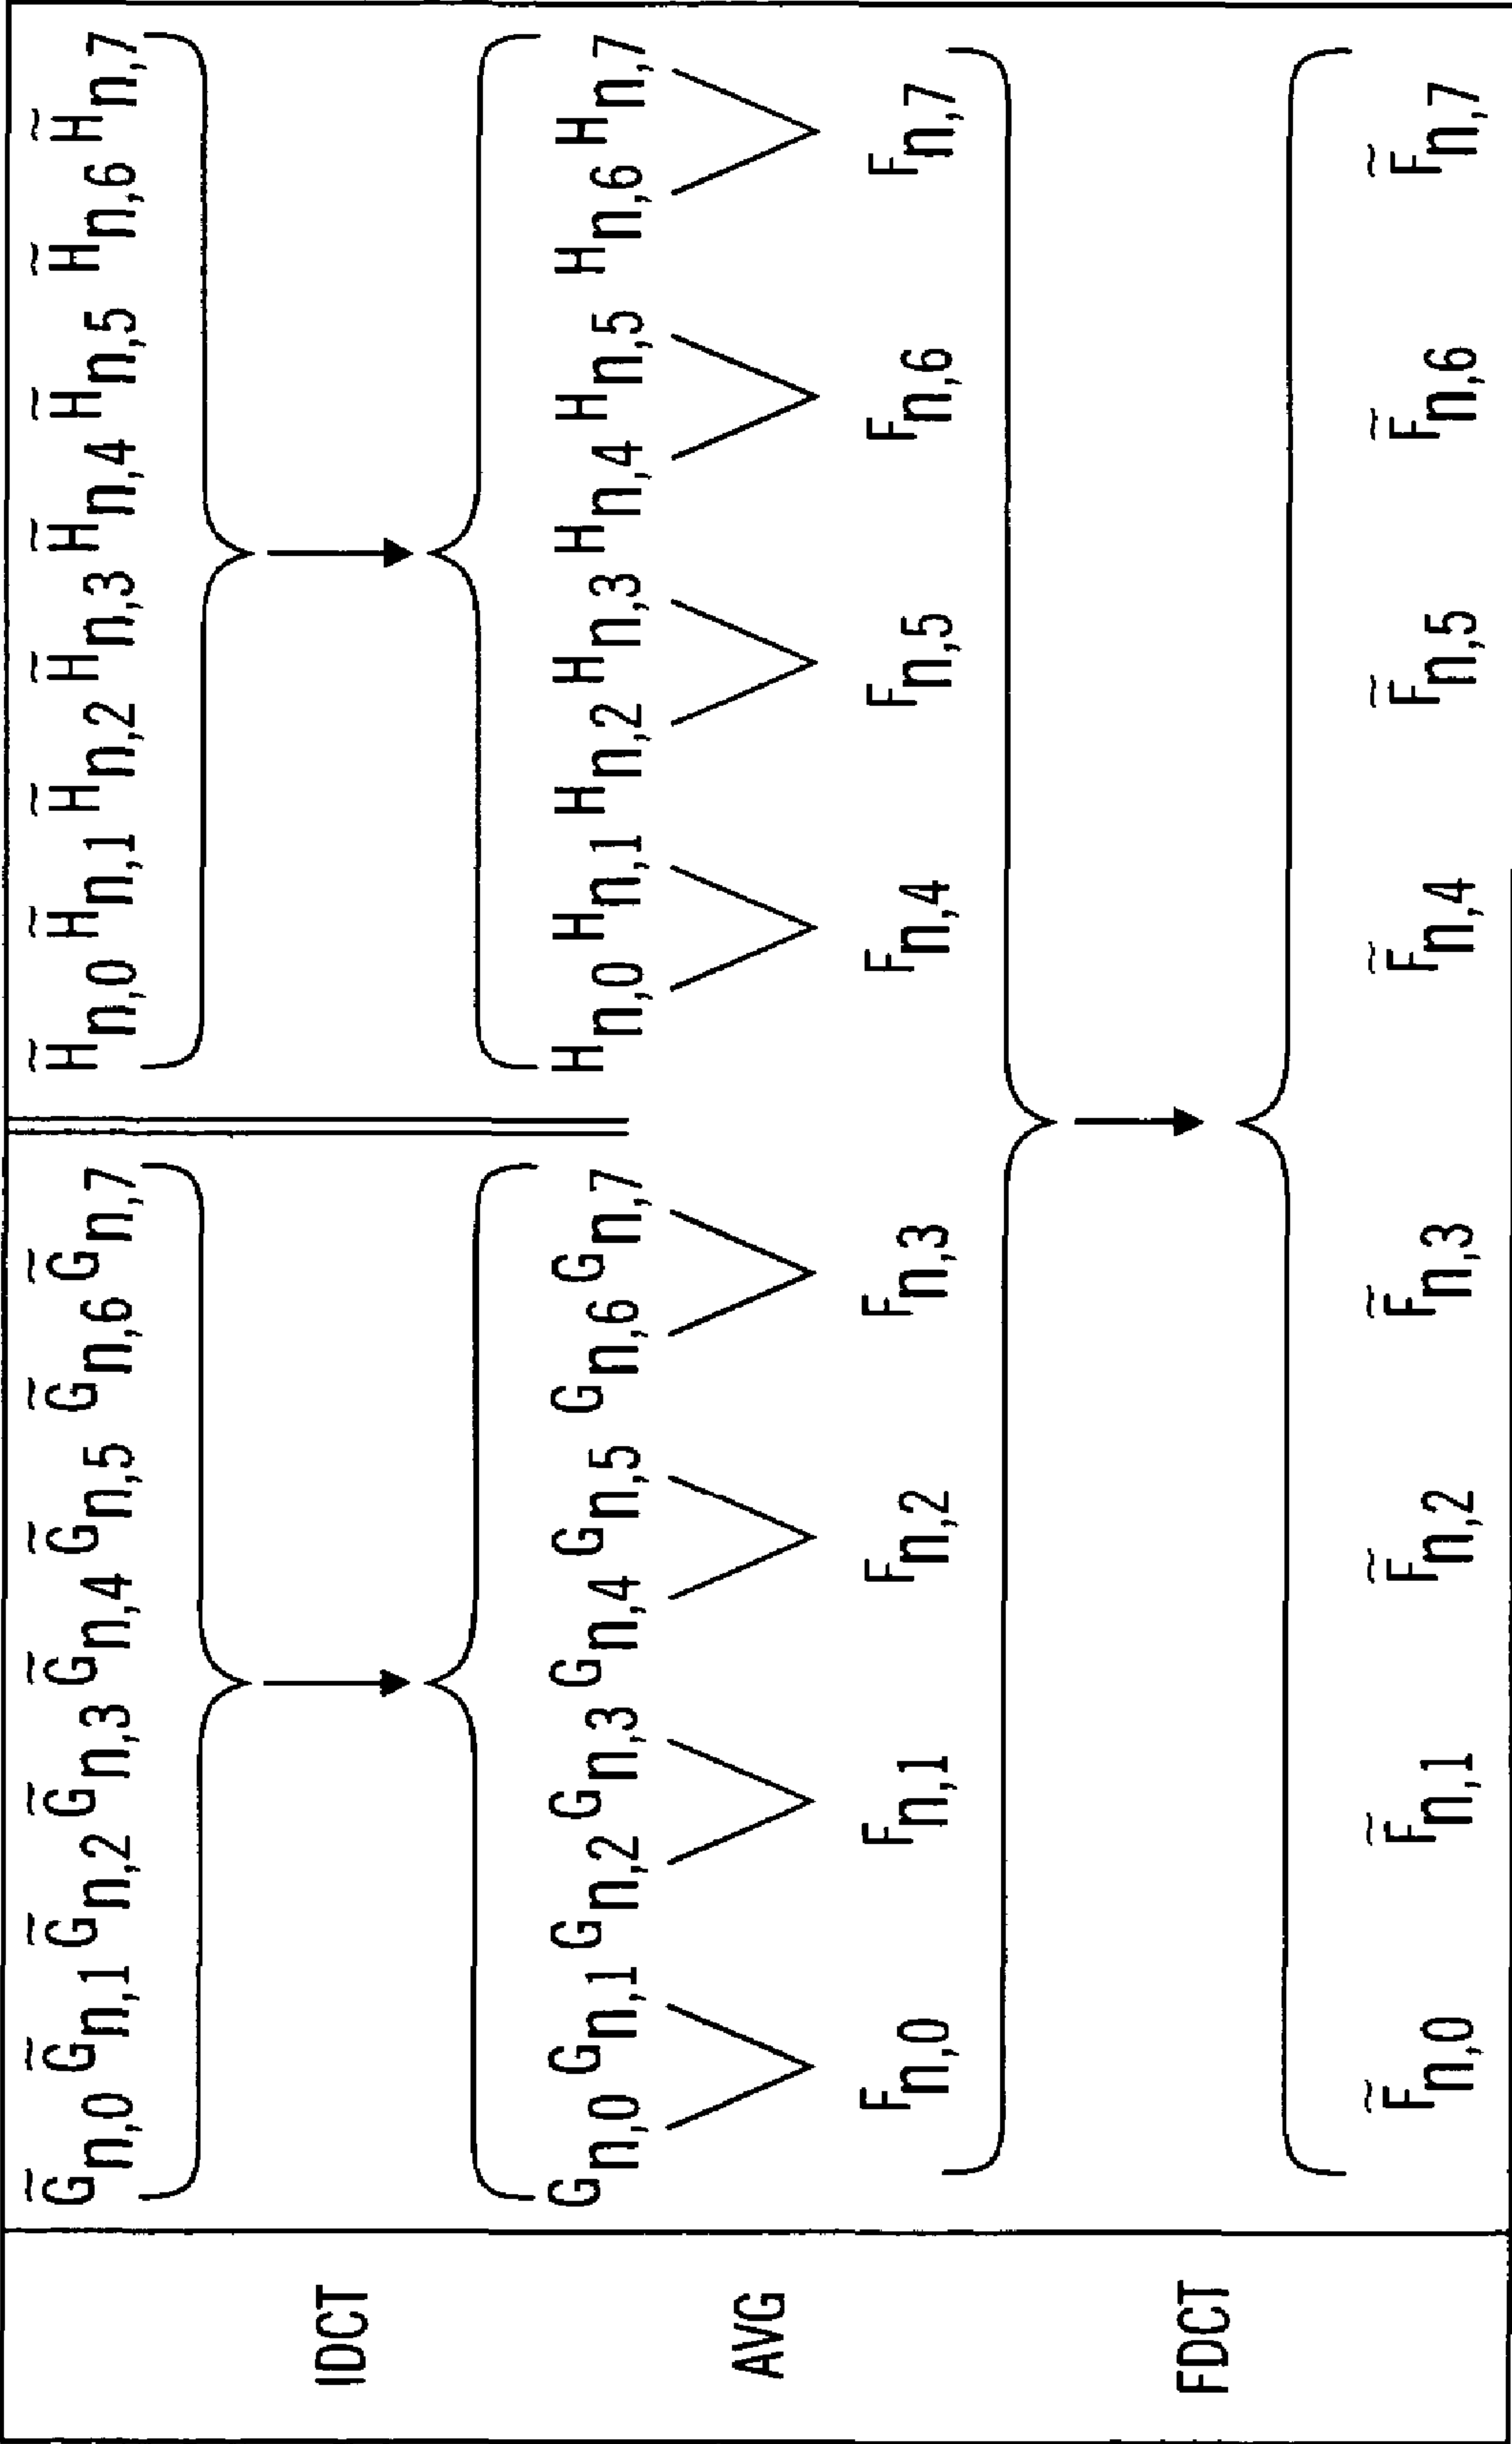 G̃n,0 G̃n,1 G̃n,2 G̃n,3 G̃n,4 G̃n,5 G̃n,6 G̃n,7 H̃n,0 H̃n,1 H̃n,2 H̃n,3 H̃n,4 H̃n,5 H̃n,6 H̃n,7
IDCT
Gn,0 Gn,1 Gn,2 Gn,3 Gn,4 Gn,5 Gn,6 Gn,7 Hn,0 Hn,1 Hn,2 Hn,3 Hn,4 Hn,5 Hn,6 Hn,7
AVG
Fn,0 Fn,1 Fn,2 Fn,3 Fn,4 Fn,5 Fn,6 Fn,7
FDCT
F̃n,0 F̃n,1 F̃n,2 F̃n,3 F̃n,4 F̃n,5 F̃n,6 F̃n,7